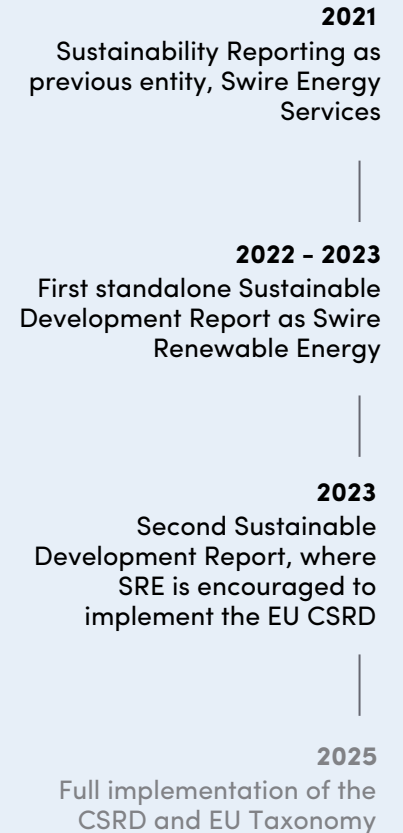 2021
Sustainability Reporting as
previous entity, Swire Energy
Services
2022 - 2023
First standalone Sustainable
Development Report as Swire
Renewable Energy
2023
Second Sustainable
Development Report, where
SRE is encouraged to
implement the EU CSRD
2025
Full implementation of the
CSRD and EU Taxonomy